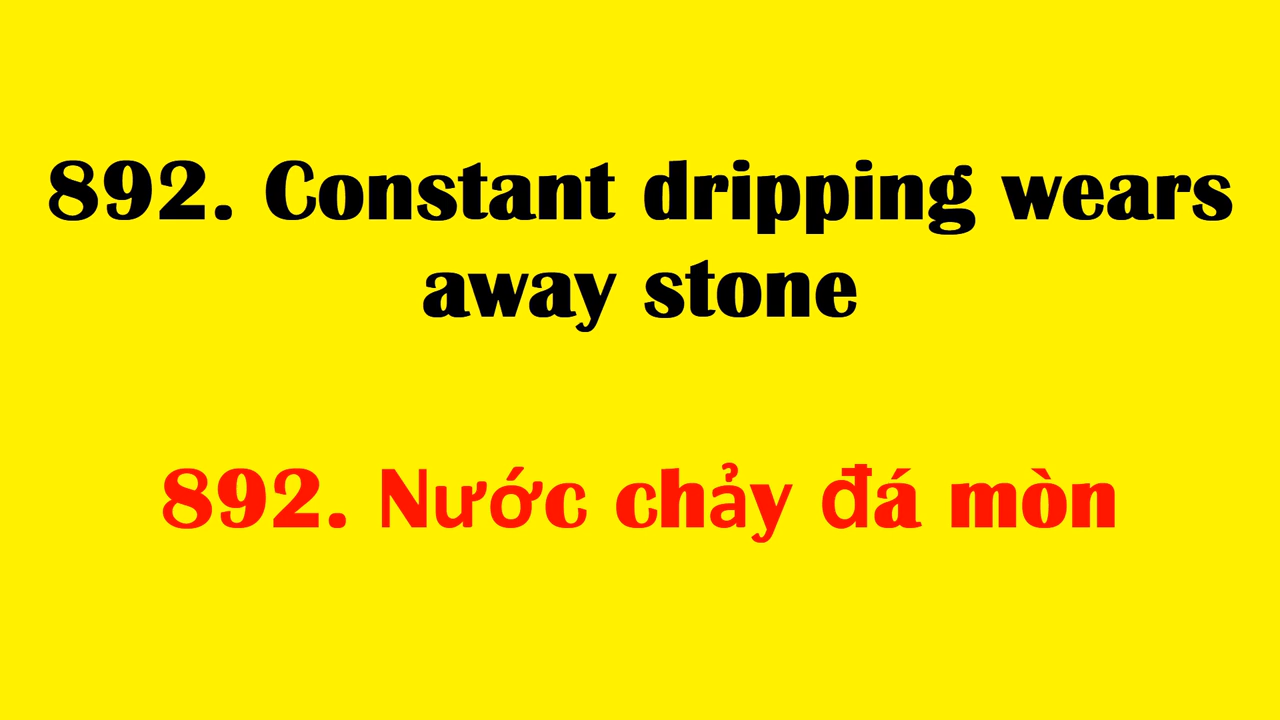 892. Constant dripping wears
away stone
892. Nước chảy đá mòn